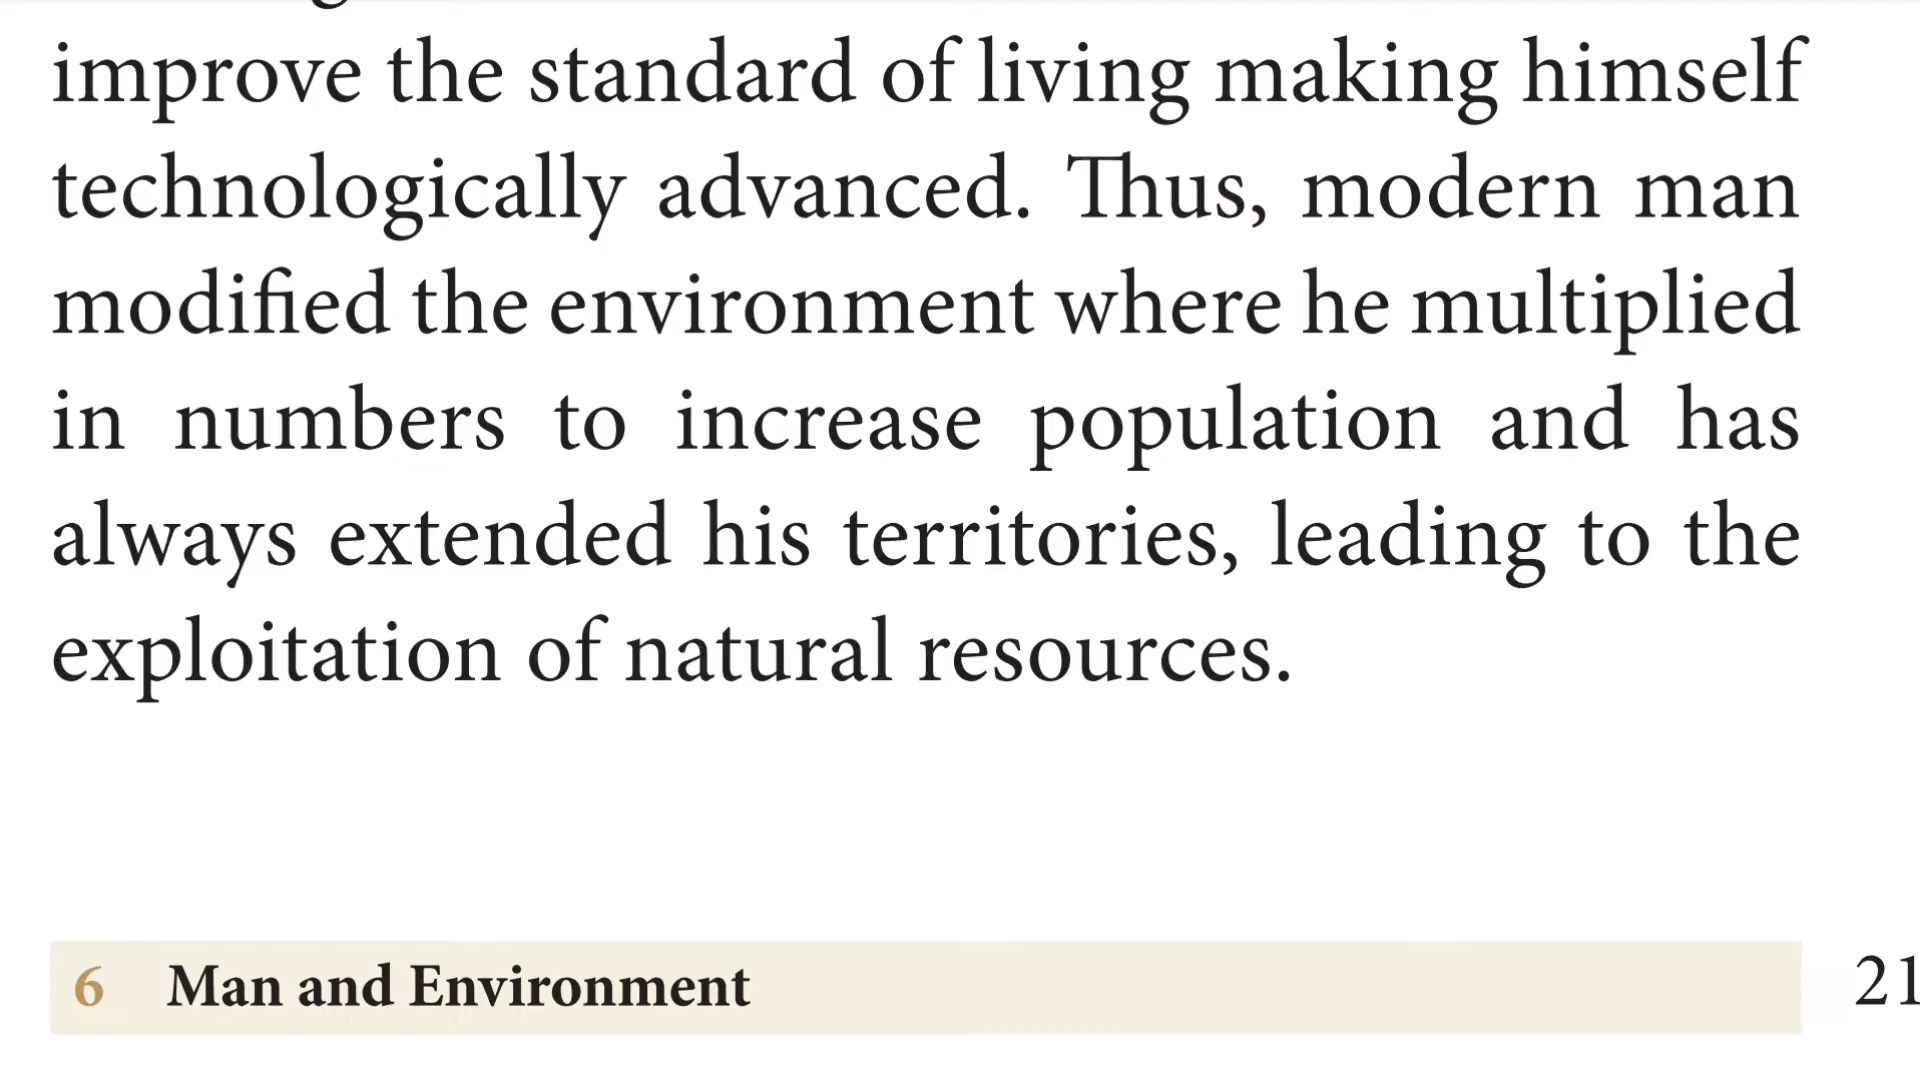 improve the standard of living making himself
technologically advanced. Thus, modern man
modified the environment where he multiplied
in numbers to increase population and has
always extended his territories, leading to the
exploitation of natural resources.
6 Man and Environment
21